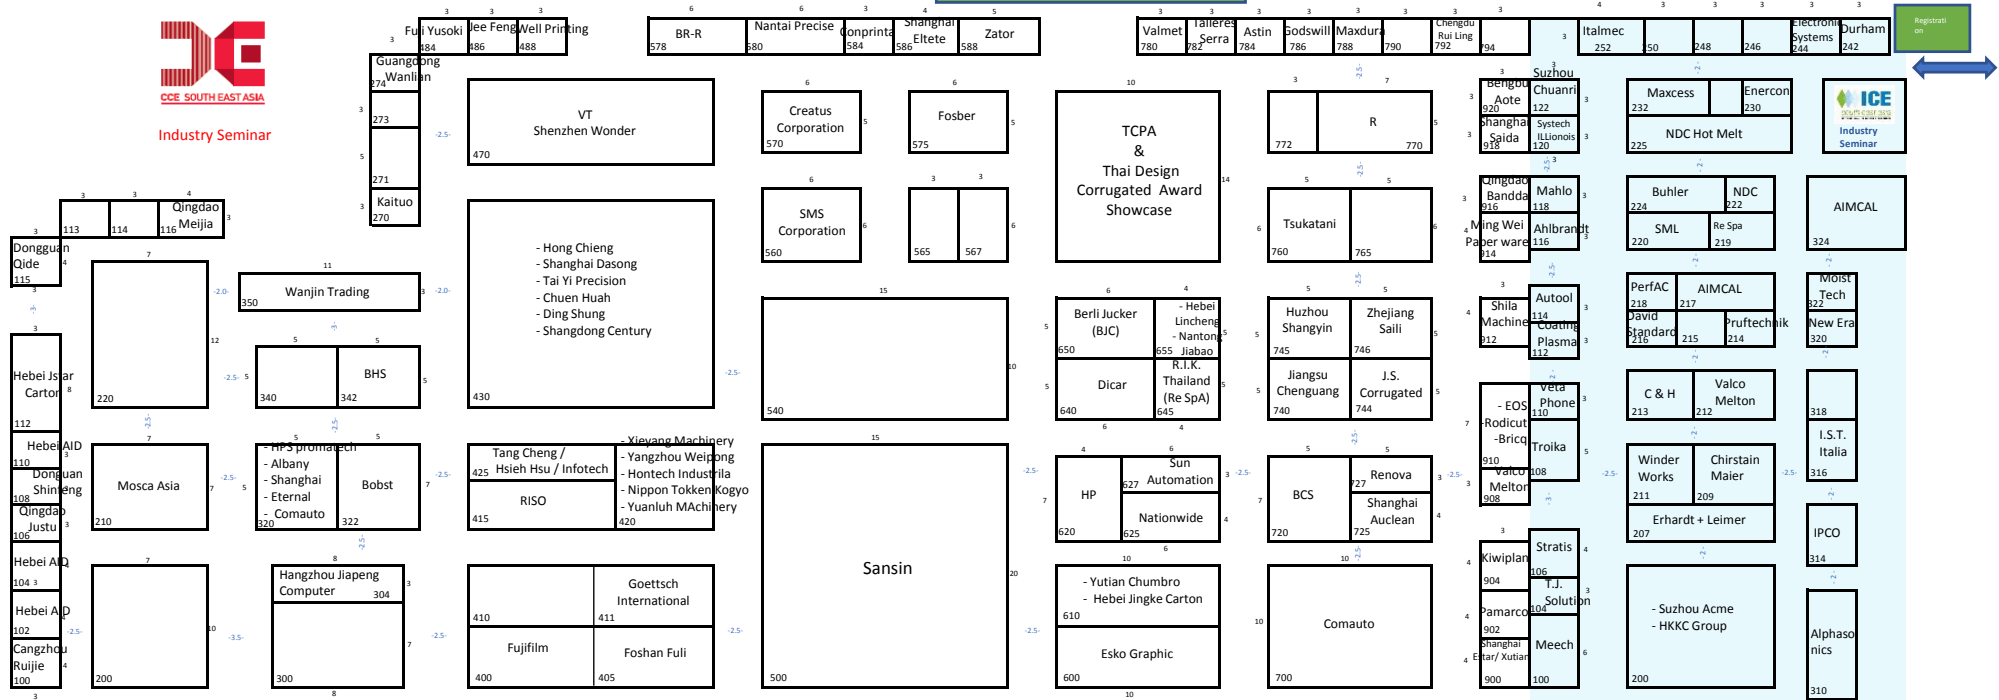 CCE SOUTH EAST ASIA
Industry Seminar
Fuji Yusoki
484
Jee Feng
486
Well Printing
488
Guangdong
Wanlian
274
273
271
Kaituo
270
BR-R
578
Nantai Precise
580
Conprinta
584
Shanghai
Eltete
586
Zator
588
Valmet
780
Talleres
Serra
782
Astin
784
Godswill
786
Maxdura
788
790
Chengdu
Rui Ling
792
794
Italmec
252
250
248
246
Electronic
Systems
244
Durham
242
Registrati
on
VT
Shenzhen Wonder
470
Creatus
Corporation
570
Fosber
575
TCPA
&
Thai Design
Corrugated Award
Showcase
772
R
770
Bengbu
Aote
920
Shanghai
Saida
918
Suzhou
Chuanri
122
Systech
ILLionois
120
Maxcess
232
Enercon
230
NDC Hot Melt
225
ICE
SOUTH EAST ASIA
Industry
Seminar
113
114
Qingdao
Meijia
116
Dongguan
Qide
115
SMS
Corporation
560
565
567
Tsukatani
760
765
Qingdao
Bandda
916
Ming Wei
Paper ware
914
Mahlo
118
Ahlbrandt
116
Buhler
224
NDC
222
SML
220
Re Spa
219
AIMCAL
324
Wanjin Trading
350
220
- Hong Chieng
- Shanghai Dasong
- Tai Yi Precision
- Chuen Huah
- Ding Shung
- Shangdong Century
430
540
Berli Jucker
(BJC)
650
- Hebei
Lincheng
- Nantong
Jiabao
655
Dicar
640
R.I.K.
Thailand
(Re SpA)
645
Huzhou
Shangyin
745
Zhejiang
Saili
746
Jiangsu
Chenguang
740
J.S.
Corrugated
744
Shila
Machine
912
Autool
114
Coating
Plasma
112
PerfAC
218
AIMCAL
217
David
Standard
216
215
Pruftechnik
214
Moist
Tech
322
New Era
320
Hebei Jstar
Carton
112
340
BHS
342
Hebei AID
110
Donguan
Shinfeng
108
Qingdao
Justu
106
Hebei AID
104
Hebei AID
102
Cangzhou
Ruijie
100
Mosca Asia
210
- HPS promatech
- Albany
- Shanghai
- Eternal
- Comauto
320
Bobst
322
Tang Cheng /
Hsieh Hsu / Infotech
425
RISO
415
- Xieyang Machinery
- Yangzhou Weipong
- Hontech Industrila
- Nippon Tokken Kogyo
- Yuanluh MAchinery
420
Sansin
500
HP
620
Sun
Automation
627
Nationwide
625
BCS
720
Renova
727
Shanghai
Auclean
725
- EOS
-Rodicut
-Bricq
910
Valco
Melton
908
Veta
Phone
110
Troika
108
C & H
213
Valco
Melton
212
318
Winder
Works
211
Chirstain
Maier
209
Erhardt + Leimer
207
I.S.T.
Italia
316
IPCO
314
200
Hangzhou Jiapeng
Computer
304
300
410
Goettsch
International
411
Fujifilm
400
Foshan Fuli
405
- Yutian Chumbro
- Hebei Jingke Carton
610
Esko Graphic
600
Comauto
700
Kiwiplan
904
Pamarco
902
Shanghai
Estar/ Xutian
900
Stratis
106
T.J.
Solution
104
Meech
100
- Suzhou Acme
- HKKC Group
200
Alphaso
nics
310